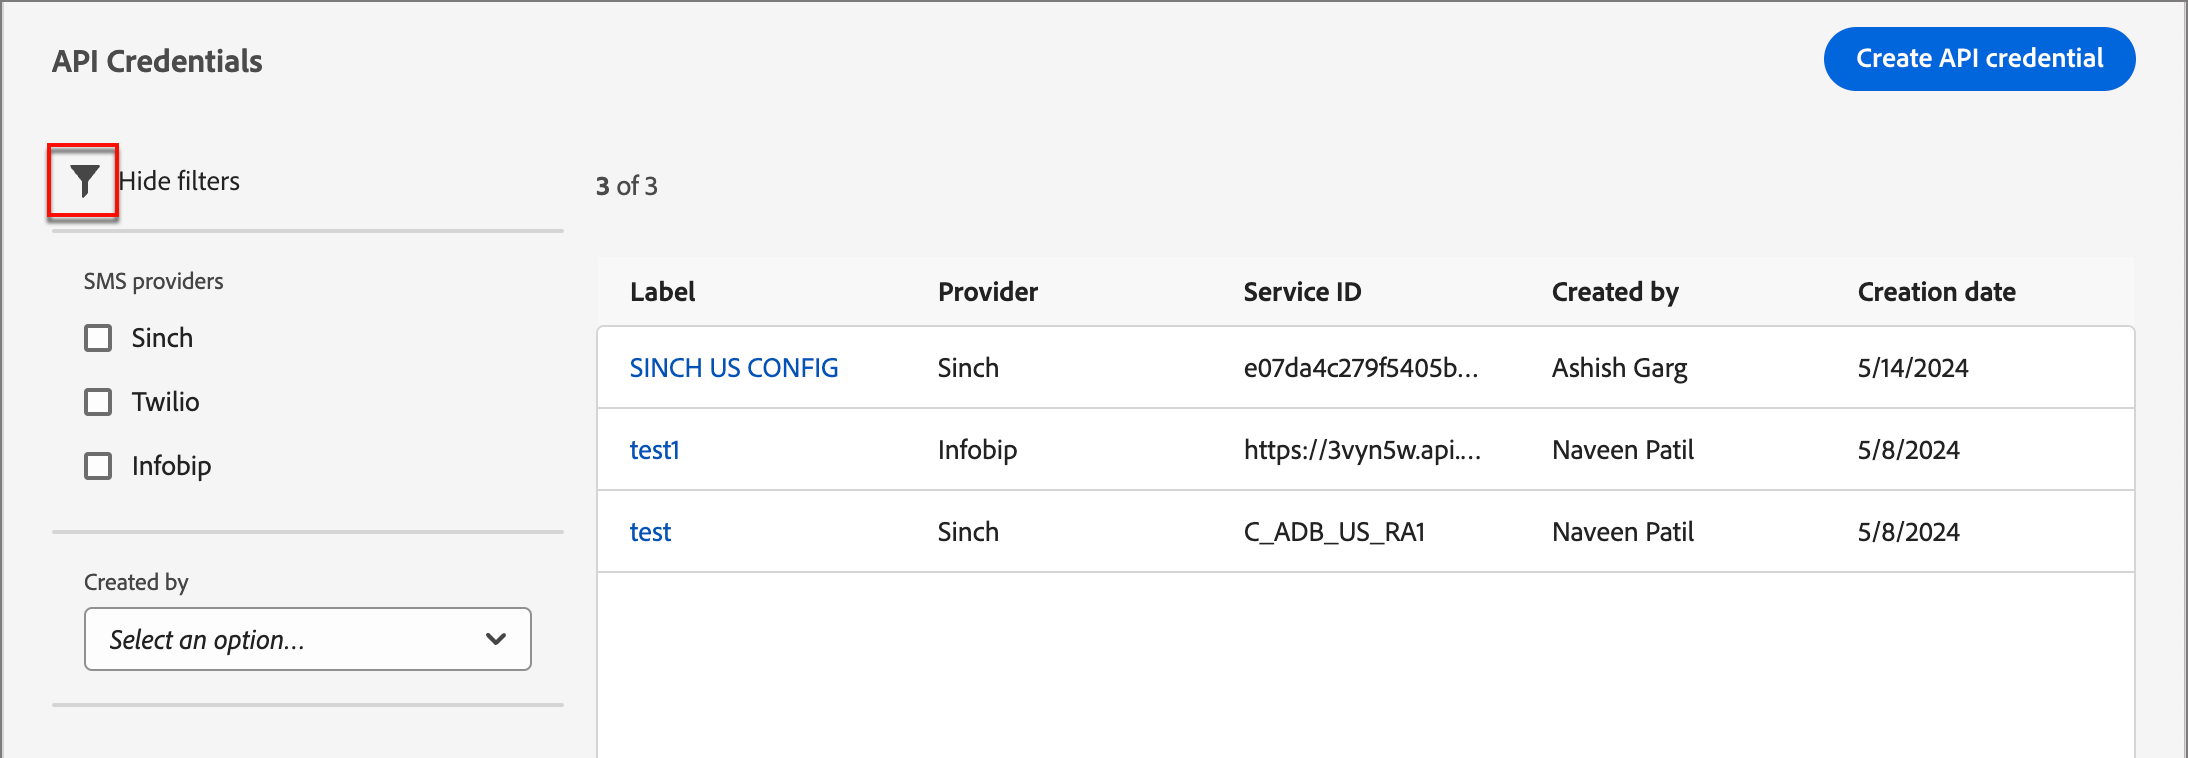 API Credentials
Create API credential
Hide filters
3 of 3
SMS providers
Sinch
Twilio
Infobip
Created by
Select an option...
Label Provider Service ID Created by Creation date
SINCH US CONFIG Sinch e07da4c279f5405b... Ashish Garg 5/14/2024
test1 Infobip https://3vyn5w.api.... Naveen Patil 5/8/2024
test Sinch C_ADB_US_RA1 Naveen Patil 5/8/2024